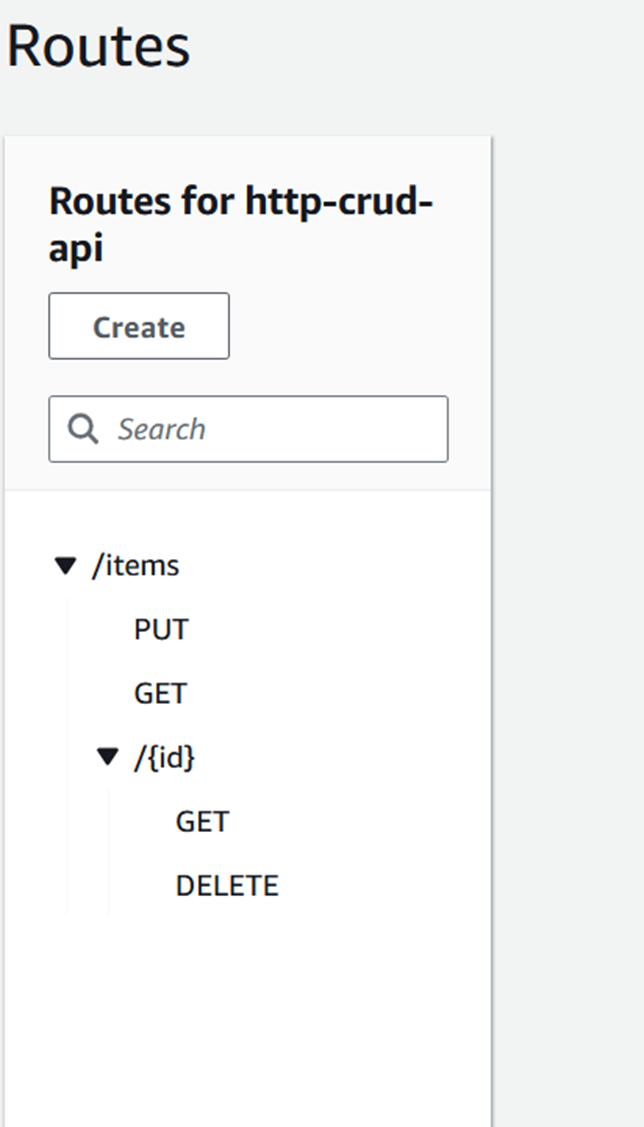 Routes
Routes for http-crud-
api
Create
Search
/items
PUT
GET
/{id}
GET
DELETE